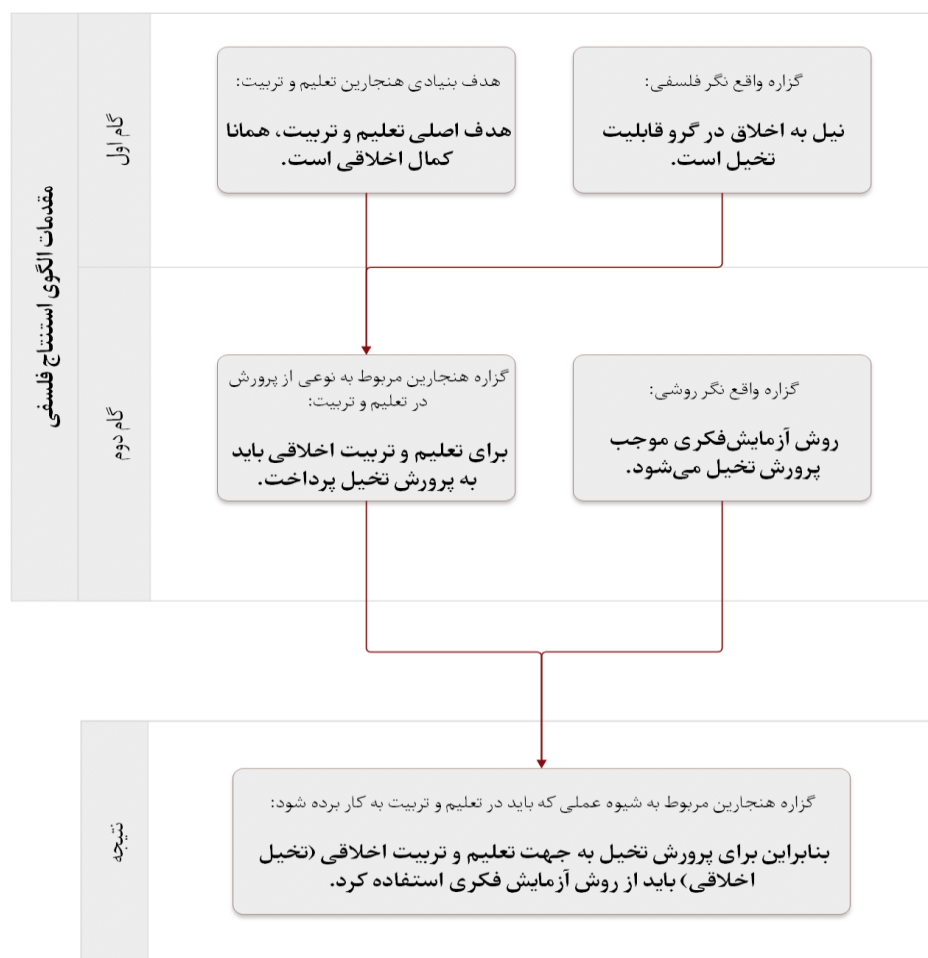 مقدمات الگوی استنتاج فلسفی
گام اول
گزاره واقع نگر فلسفی:
نیل به اخلاق در گرو قابلیت
تخیل است.
هدف بنیادی هنجارین تعلیم و تربیت:
هدف اصلی تعلیم و تربیت، همانا
کمال اخلاقی است.
گام دوم
گزاره واقع نگر روشی:
روش آزمایش‌فکری موجب
پرورش تخیل می‌شود.
گزاره هنجارین مربوط به نوعی از پرورش
در تعلیم و تربیت:
برای تعلیم و تربیت اخلاقی باید
به پرورش تخیل پرداخت.
نتیجه
گزاره هنجارین مربوط به شیوه عملی که باید در تعلیم و تربیت به کار برده شود:
بنابراین برای پرورش تخیل به جهت تعلیم و تربیت اخلاقی (تخیل
اخلاقی) باید از روش آزمایش فکری استفاده کرد.